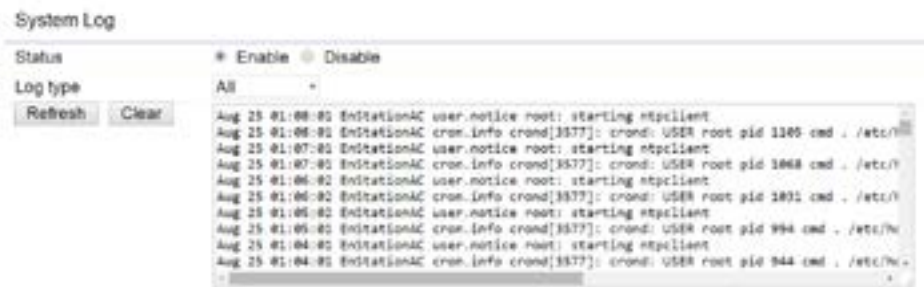 System Log
Status Enable Disable
Log type All
Refresh Clear
Aug 25 01:08:01 EnStationAC user.notice root: starting ntpclient
Aug 25 01:08:01 EnStationAC cron.info crond[3577]: crond: USER root pid 1105 cmd . /etc/
Aug 25 01:07:01 EnStationAC user.notice root: starting ntpclient
Aug 25 01:07:01 EnStationAC cron.info crond[3577]: crond: USER root pid 1068 cmd . /etc/
Aug 25 01:06:02 EnStationAC user.notice root: starting ntpclient
Aug 25 01:06:02 EnStationAC cron.info crond[3577]: crond: USER root pid 1031 cmd . /etc/
Aug 25 01:05:02 EnStationAC user.notice root: starting ntpclient
Aug 25 01:05:01 EnStationAC cron.info crond[3577]: crond: USER root pid 994 cmd . /etc/h
Aug 25 01:04:01 EnStationAC user.notice root: starting ntpclient
Aug 25 01:04:01 EnStationAC cron.info crond[3577]: crond: USER root pid 944 cmd . /etc/h